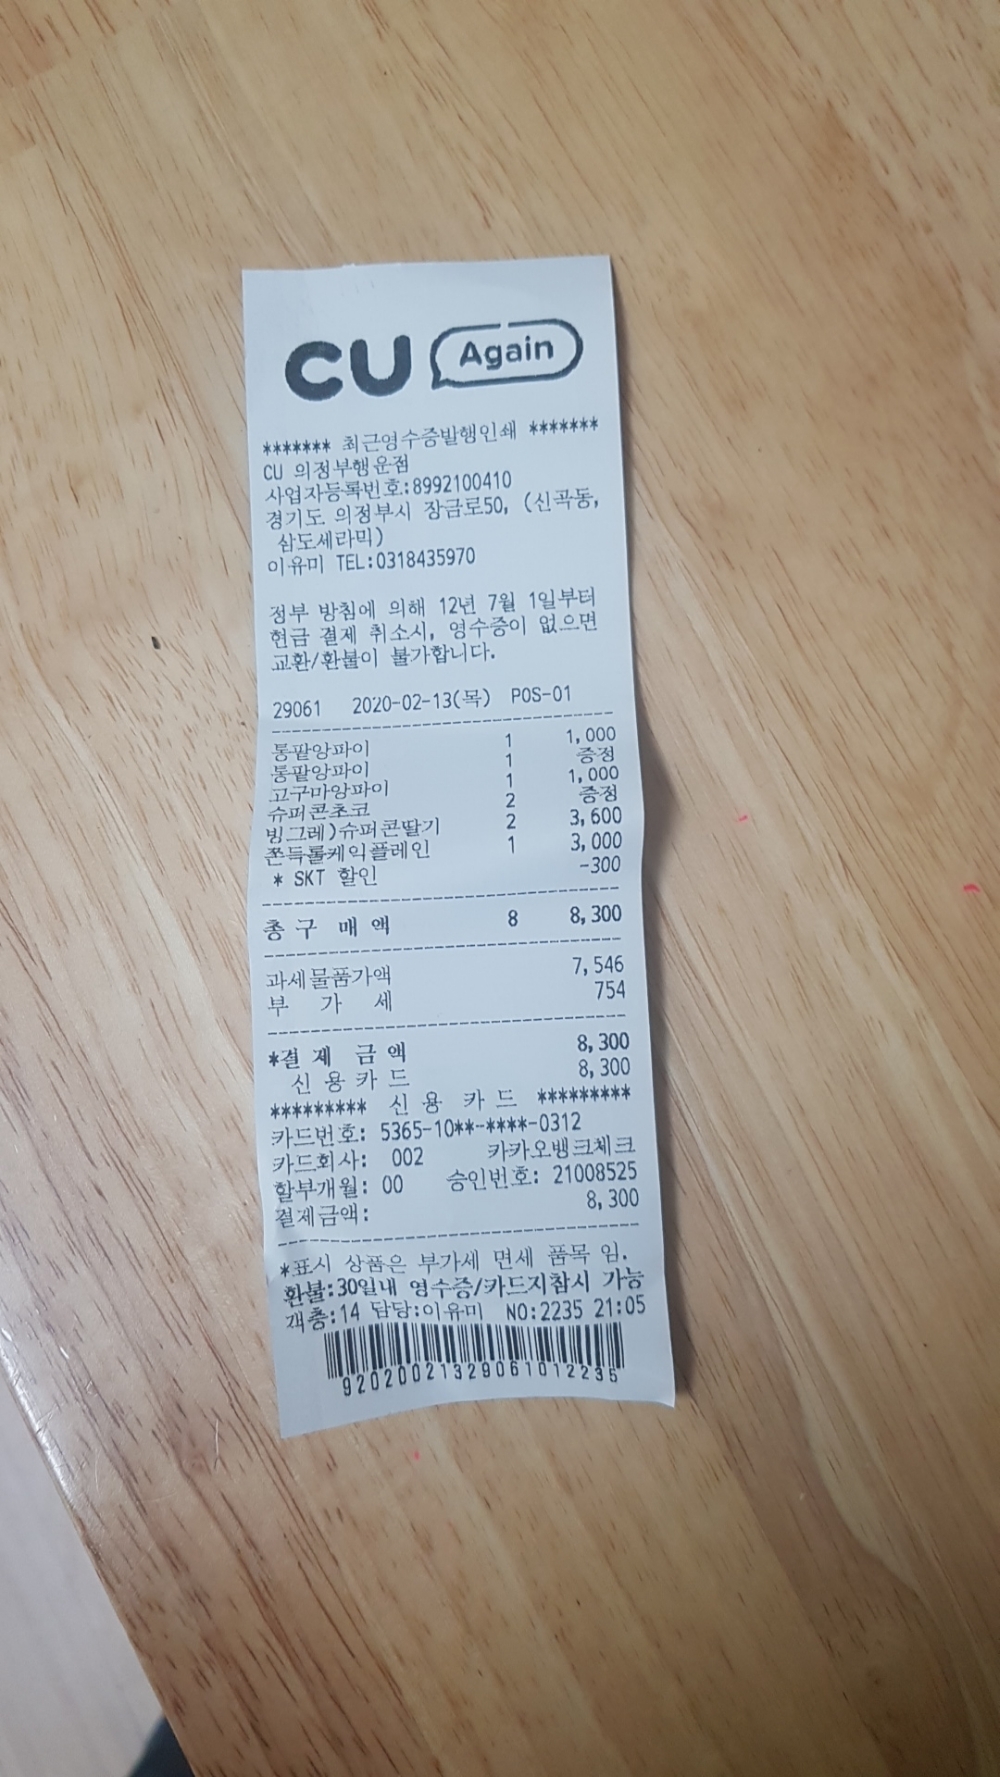 CU Again
******* 최근영수증발행인쇄 *******
CU 의정부행운점
사업자등록번호:8992100410
경기도 의정부시 장금로50, (신곡동,
삼도세라믹)
이유미 TEL:0318435970
정부 방침에 의해 12년 7월 1일부터
현금 결제 취소시, 영수증이 없으면
교환/환불이 불가합니다.
29061 2020-02-13(목) POS-01
통팥앙파이 1 1,000
통팥앙파이 1 증정
고구마앙파이 1 1,000
슈퍼콘초코 2 증정
빙그레)슈퍼콘딸기 2 3,600
쫀득롤케익플레인 1 3,000
* SKT 할인 -300
총 구 매 액 8 8,300
과세물품가액 7,546
부 가 세 754
*결 제 금 액 8,300
신 용 카 드 8,300
********* 신 용 카 드 *********
카드번호: 5365-10**-****-0312
카드회사: 002 카카오뱅크체크
할부개월: 00 승인번호: 21008525
결제금액: 8,300
*표시 상품은 부가세 면세 품목 임.
환불:30일내 영수증/카드지참시 가능
객층:14 담당:이유미 NO:2235 21:05
92020021329061012235